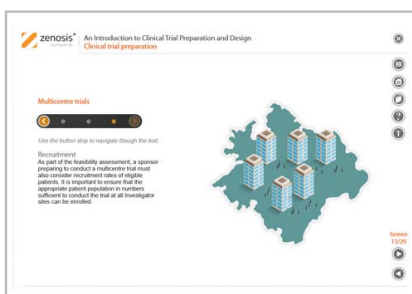 zenosis®
An Introduction to Clinical Trial Preparation and Design
Clinical trial preparation
Multicentre trials
Use the button strip to navigate though the text
Recruitment
As part of the feasibility assessment, a sponsor
preparing to conduct a multicentre trial must
also consider recruitment rates of eligible
patients. It is important to ensure that the
appropriate patient population in numbers
sufficient to conduct the trial at all Investigator
sites can be enrolled.
Screen
13/29